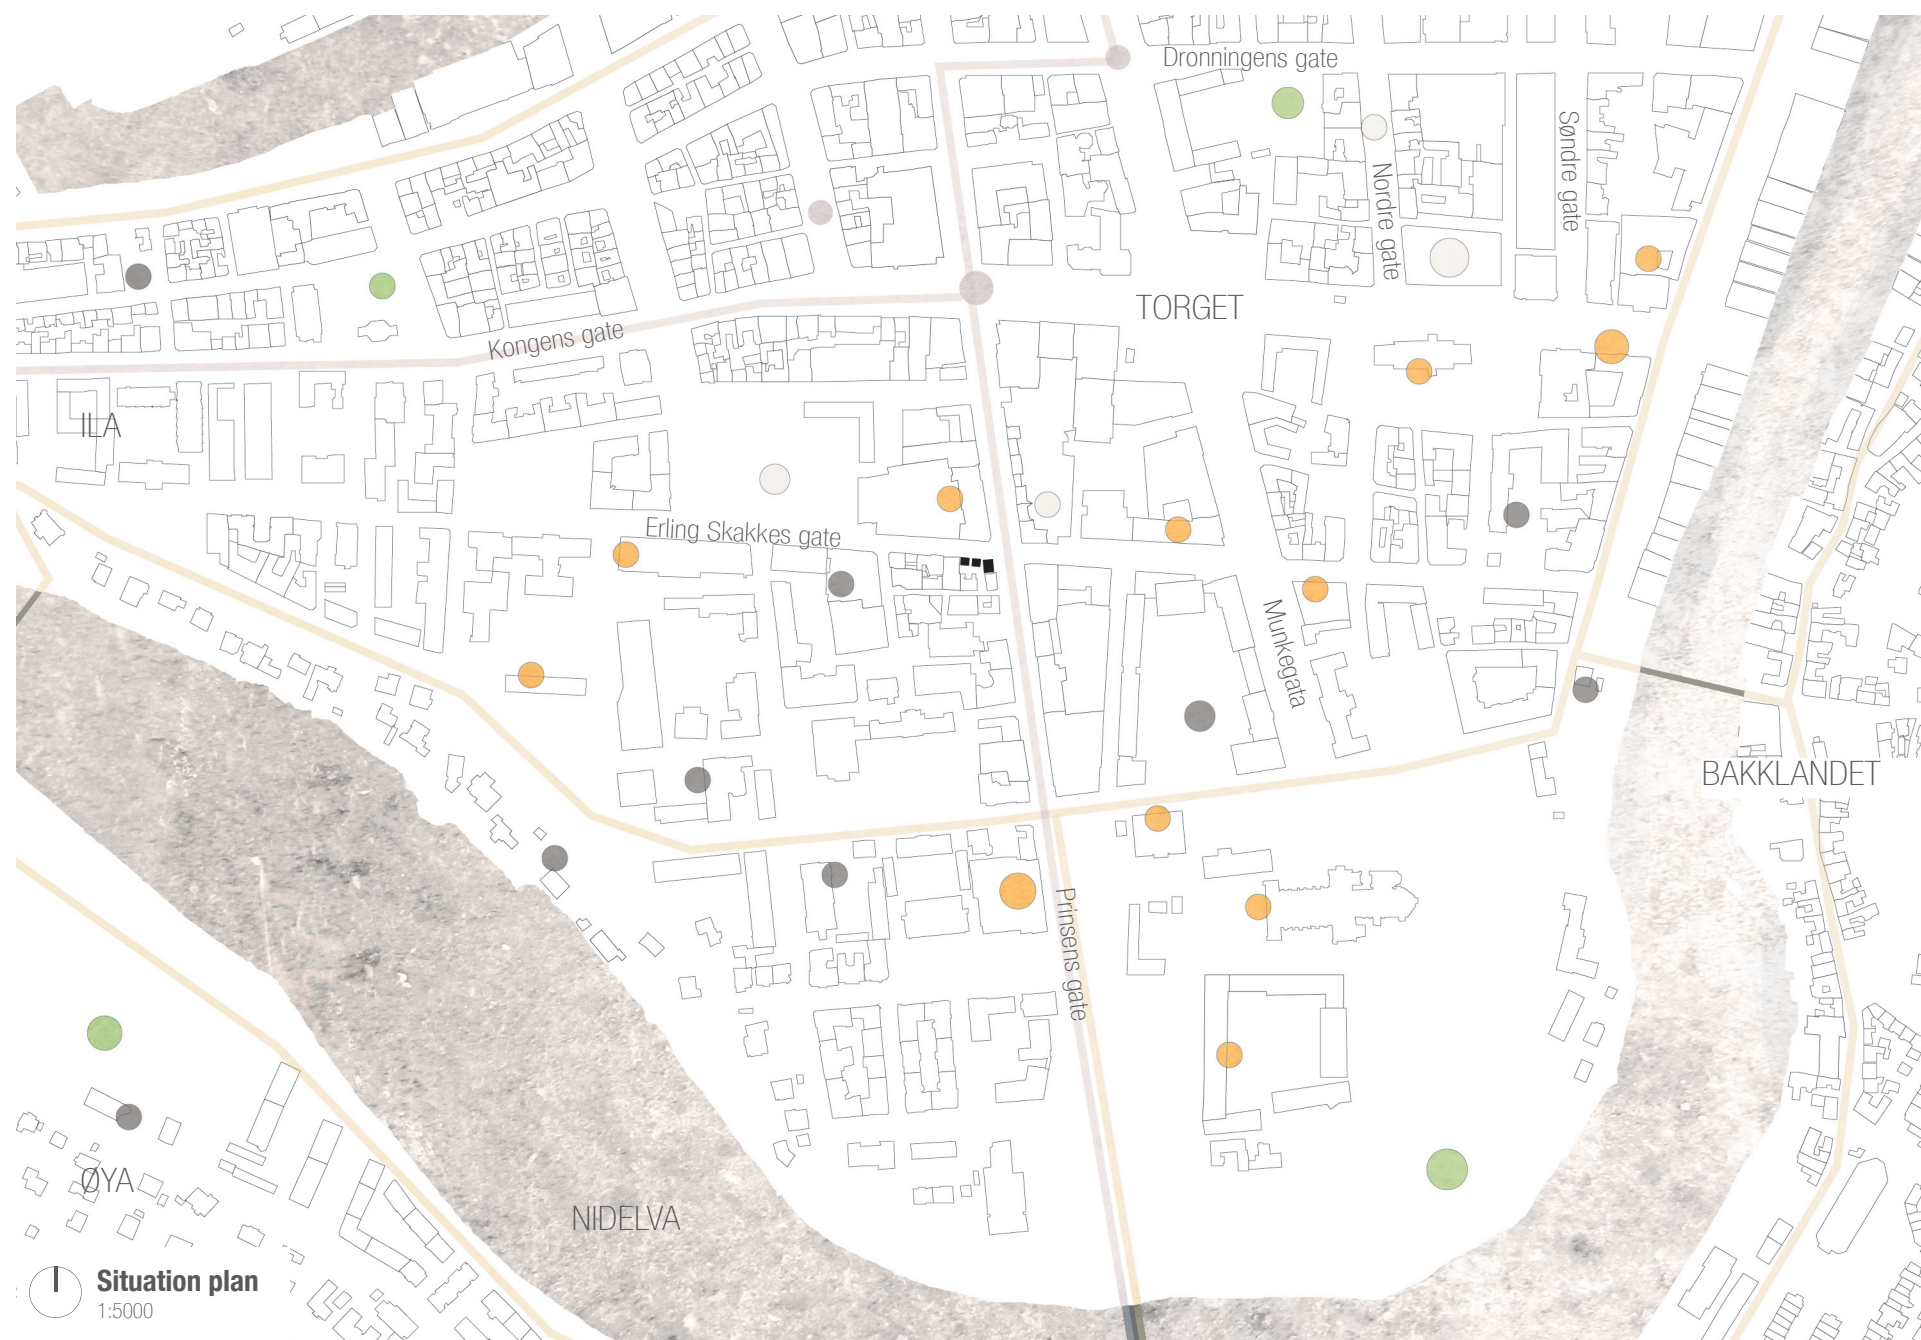 Dronningens gate
Søndre gate
Nordre gate
TORGET
Kongens gate
ILA
Erling Skakkes gate
Munkegata
BAKKLANDET
Prinsens gate
ØYA
NIDELVA
Situation plan
1:5000